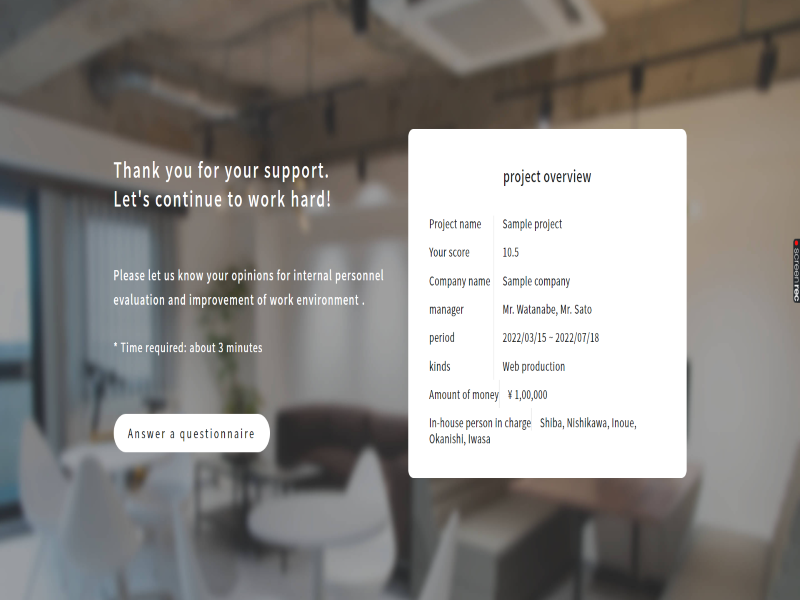 Thank you for your support.
Let's continue to work hard!
Please let us know your opinions for internal personnel
evaluation and improvement of work environment .
* Time required: about 3 minutes
Answer a questionnaire
project overview
Project name Sample project
Your score 10.5
Company name Sample company
manager Mr. Watanabe, Mr. Sato
period 2022/03/15 ~ 2022/07/18
kinds Web production
Amount of money ¥ 1,00,000
In-house person in charge Shiba, Nishikawa, Inoue,
Okanishi, Iwasa
screenrec